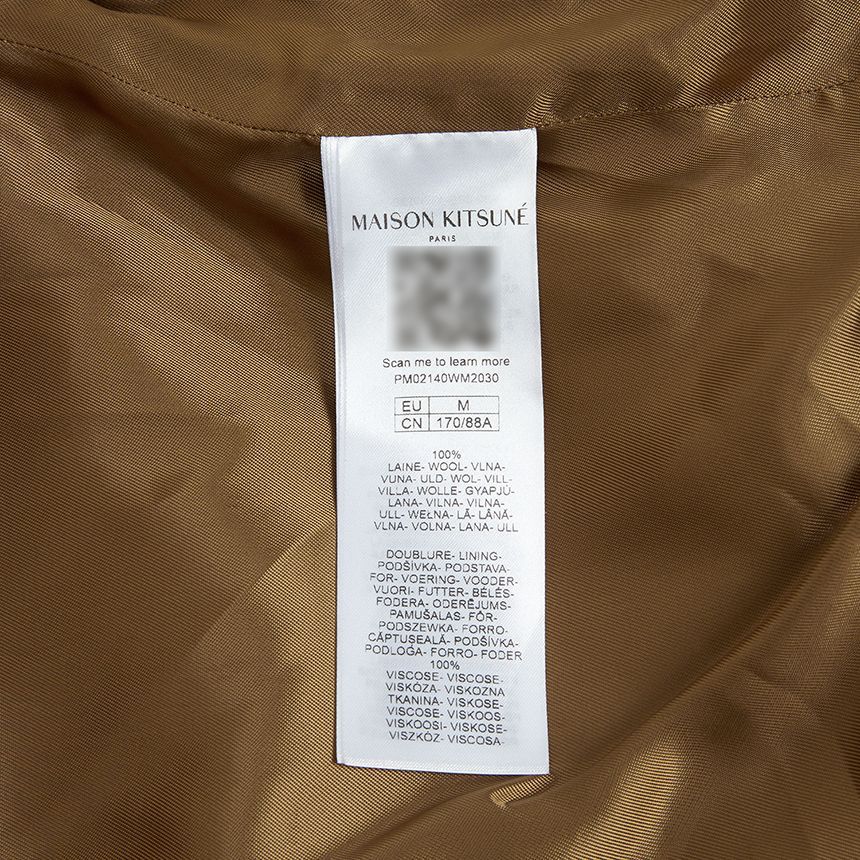 MAISON KITSUNÉ
PARIS
Scan me to learn more
PM02140WM2030
EU M
CN 170/88A
100%
LAINE- WOOL- VLNA-
VUNA- ULD- WOL- VILL-
VILLA- WOLLE- GYAPJÚ-
LANA- VILNA- VILNA-
ULL- WEŁNA- LÃ- LÂNĂ-
VLNA- VOLNA- LANA- ULL
DOUBLURE- LINING-
PODŠÍVKA- PODSTAVA-
FOR- VOERING- VOODER-
VUORI- FUTTER- BÉLÉS-
FODERA- ODERĒJUMS-
PAMUŠALAS- FÔR-
PODSZEWKA- FORRO-
CĂPTUȘEALĂ- PODŠÍVKA-
PODLOGA- FORRO- FODER
100%
VISCOSE- VISCOSE-
VISKÓZA- VISKOZNA
TKANINA- VISKOSE-
VISCOSE- VISKOOS-
VISKOOSI- VISKOSE-
VISZKÓZ- VISCOSA-